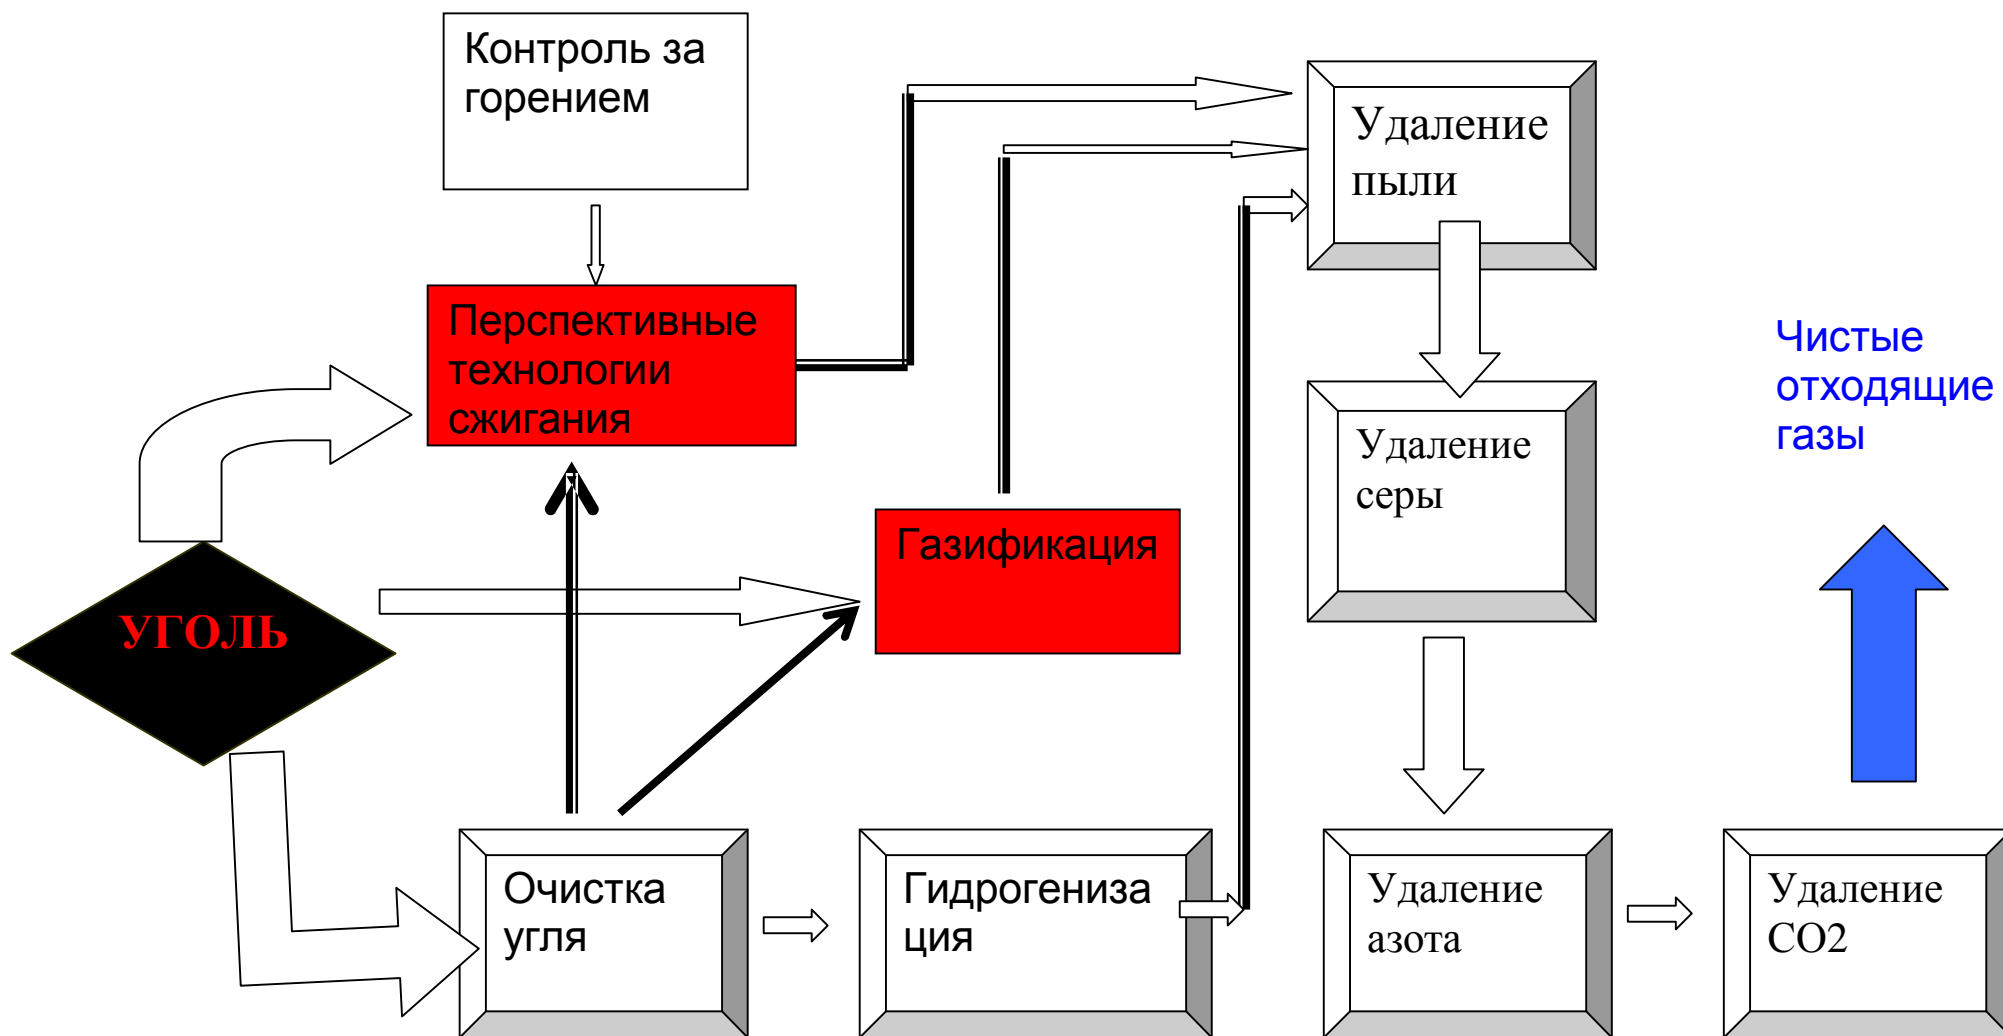 Контроль за
горением
Удаление
пыли
Перспективные
технологии
сжигания
Чистые
отходящие
газы
Удаление
серы
Газификация
УГОЛЬ
Очистка
угля
Гидрогениза
ция
Удаление
азота
Удаление
СО2